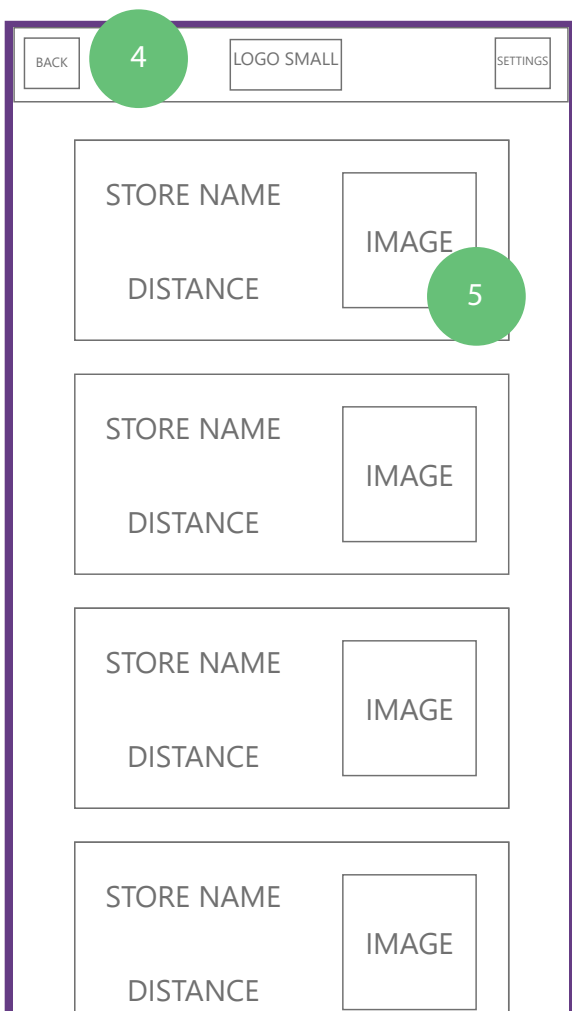 BACK
4
LOGO SMALL
SETTINGS
STORE NAME
IMAGE
DISTANCE
5
STORE NAME
IMAGE
DISTANCE
STORE NAME
IMAGE
DISTANCE
STORE NAME
IMAGE
DISTANCE